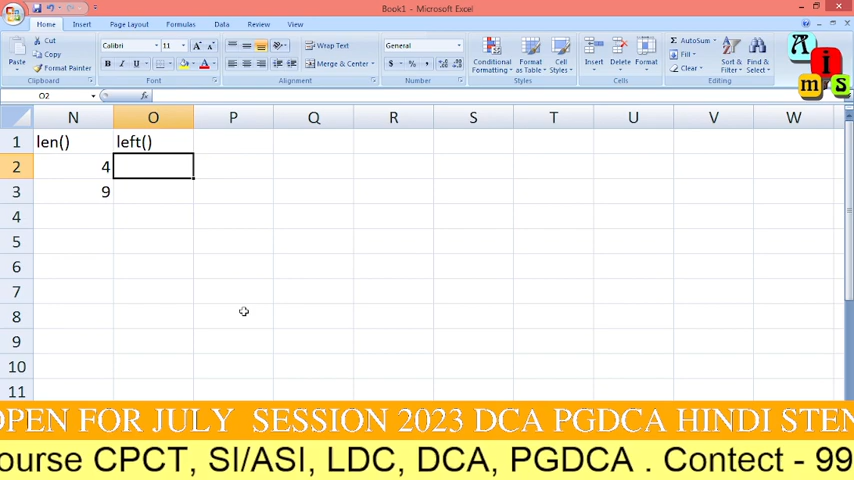 Book1 - Microsoft Excel
Home Insert Page Layout Formulas Data Review View
Cut
Copy
Format Painter
Paste
Clipboard
Calibri 11
B I U
Font
Wrap Text
Merge & Center
Alignment
General
$ % ,
Number
Conditional Formatting
Format as Table
Cell Styles
Styles
Insert Delete Format
Cells
AutoSum
Fill
Clear
Sort & Filter
Find & Select
Editing
A i m s
O2 fx
N O P Q R S T U V W
1 len() left()
2 4
3 9
4
5
6
7
8
9
10
11
OPEN FOR JULY SESSION 2023 DCA PGDCA HINDI STEN
ourse CPCT, SI/ASI, LDC, DCA, PGDCA . Contect - 99